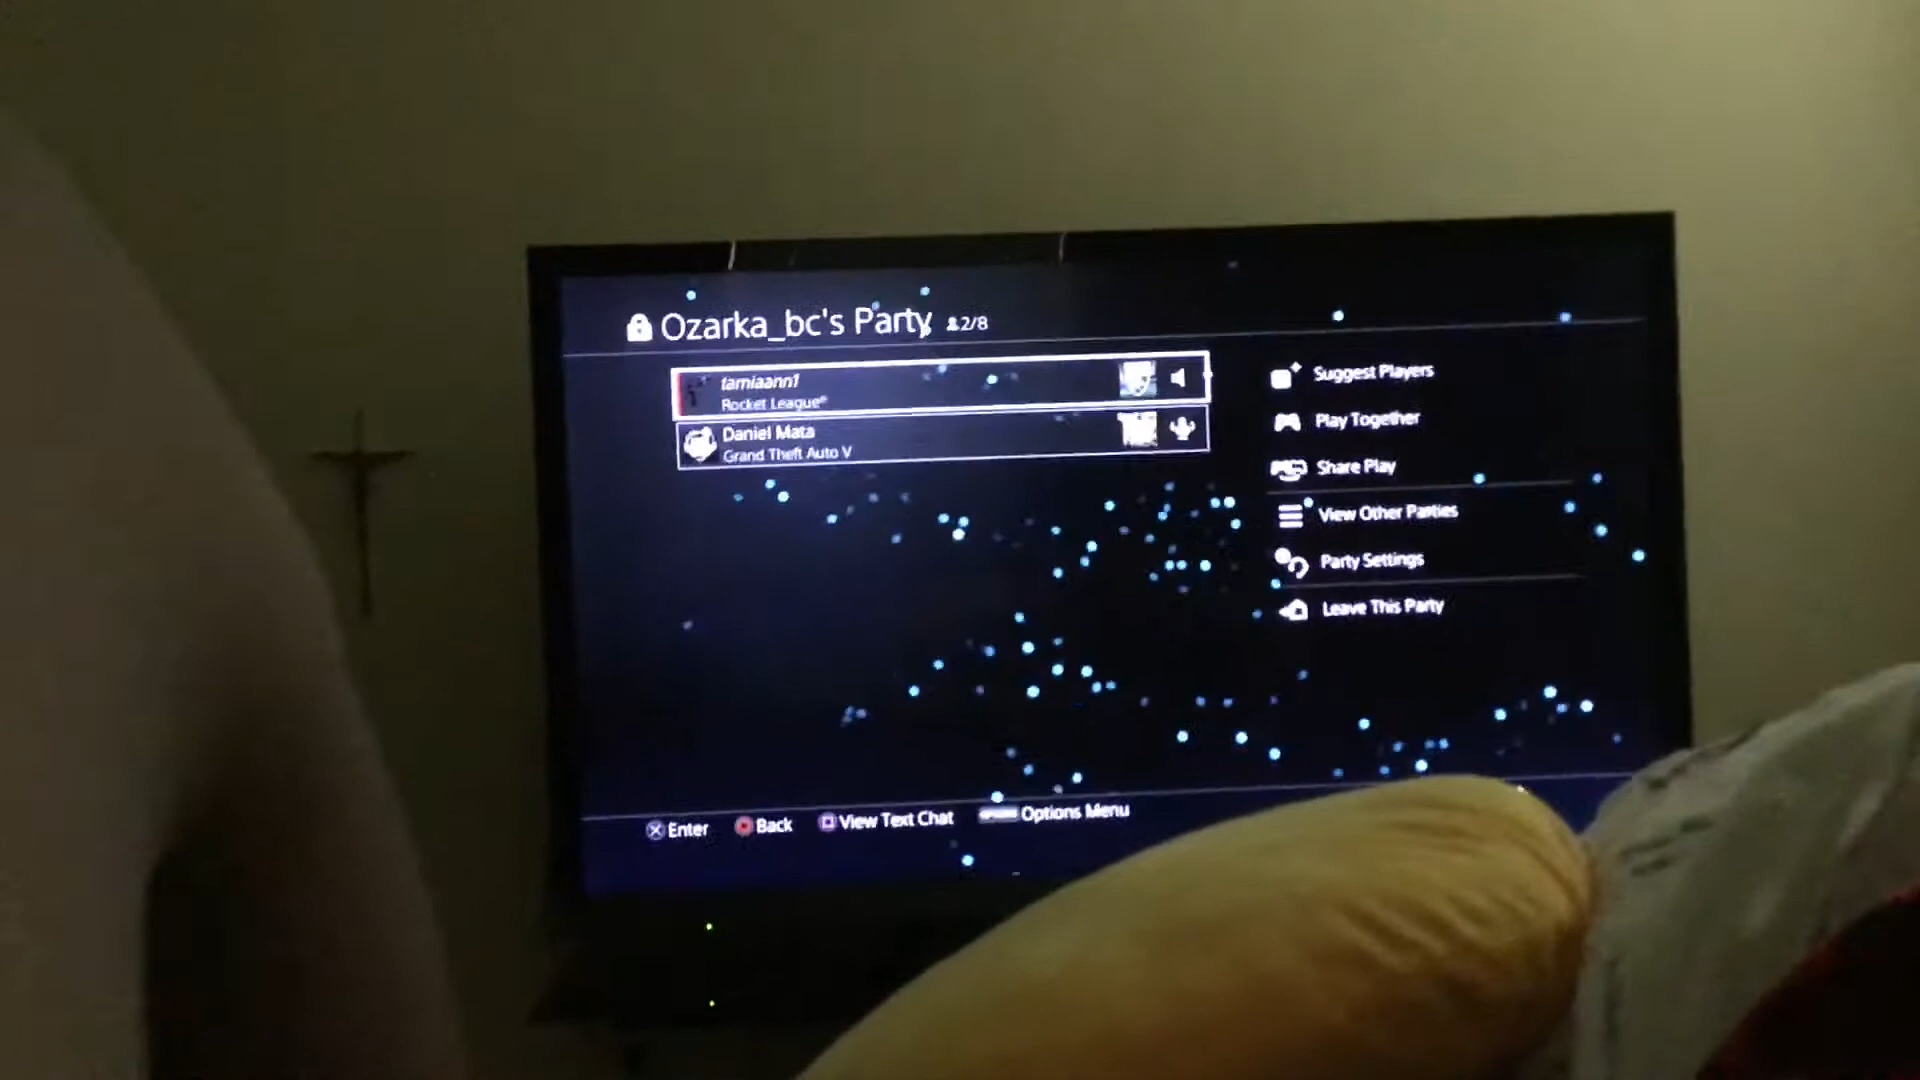 Ozarka_bc's Party 2/8
tamiaann1
Rocket League®
Daniel Mata
Grand Theft Auto V
Suggest Players
Play Together
Share Play
View Other Parties
Party Settings
Leave This Party
Enter Back View Text Chat Options Menu